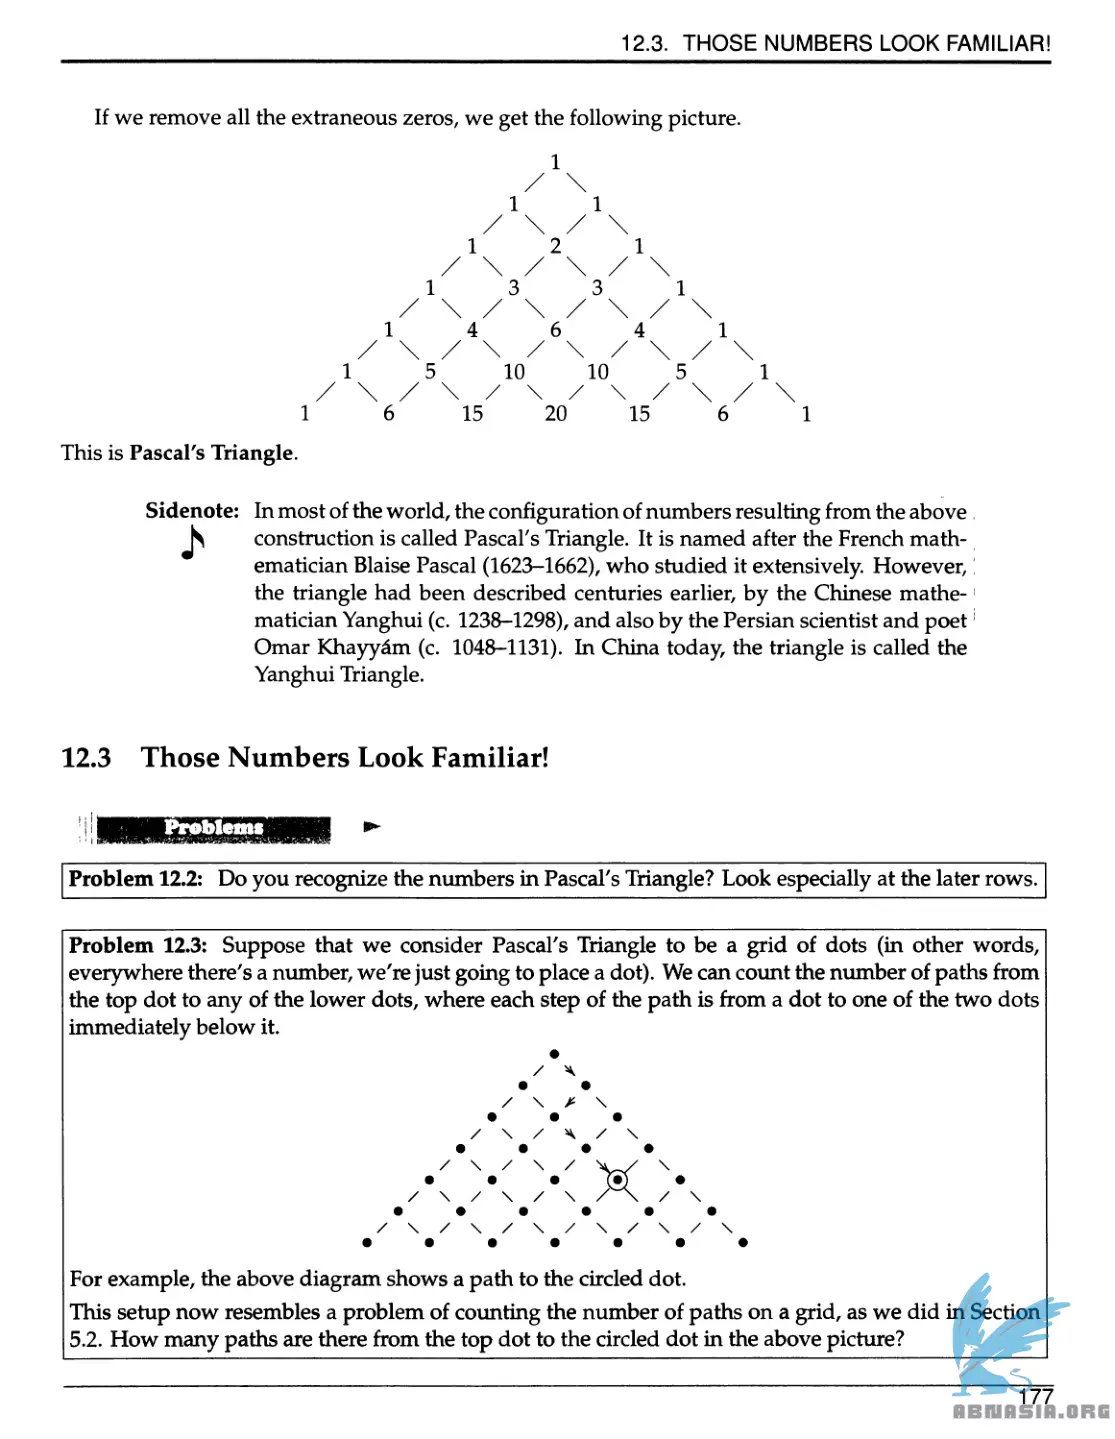 12.3. THOSE NUMBERS LOOK FAMILIAR!
If we remove all the extraneous zeros, we get the following picture.
1
1 1
1 2 1
1 3 3 1
1 4 6 4 1
1 5 10 10 5 1
1 6 15 20 15 6 1
This is Pascal's Triangle.
Sidenote: In most of the world, the configuration of numbers resulting from the above
construction is called Pascal's Triangle. It is named after the French math-
ematician Blaise Pascal (1623–1662), who studied it extensively. However,
the triangle had been described centuries earlier, by the Chinese mathe-
matician Yanghui (c. 1238–1298), and also by the Persian scientist and poet
Omar Khayyám (c. 1048–1131). In China today, the triangle is called the
Yanghui Triangle.
12.3 Those Numbers Look Familiar!
Problems
Problem 12.2: Do you recognize the numbers in Pascal's Triangle? Look especially at the later rows.
Problem 12.3: Suppose that we consider Pascal's Triangle to be a grid of dots (in other words,
everywhere there's a number, we're just going to place a dot). We can count the number of paths from
the top dot to any of the lower dots, where each step of the path is from a dot to one of the two dots
immediately below it.
For example, the above diagram shows a path to the circled dot.
This setup now resembles a problem of counting the number of paths on a grid, as we did in Section
5.2. How many paths are there from the top dot to the circled dot in the above picture?
177
ABNASIA.ORG